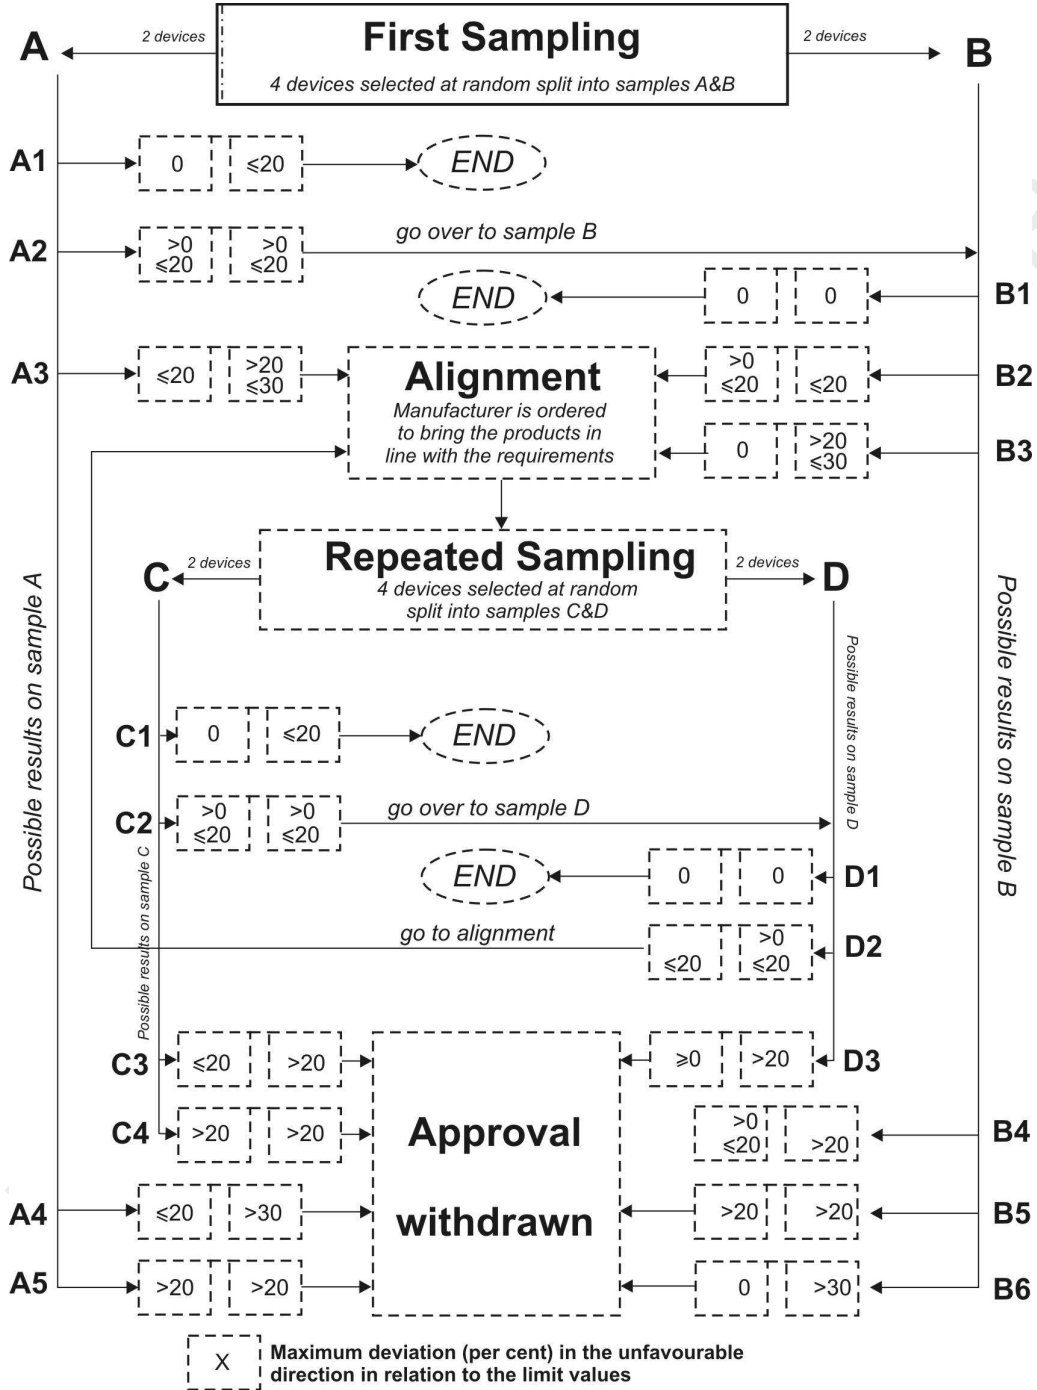 First Sampling
4 devices selected at random split into samples A&B
A
2 devices
2 devices
B
A1
0
≤20
END
A2
>0
≤20
>0
≤20
go over to sample B
END
0
0
B1
A3
≤20
>20
≤30
Alignment
Manufacturer is ordered
to bring the products in
line with the requirements
>0
≤20
≤20
B2
0
>20
≤30
B3
Repeated Sampling
4 devices selected at random
split into samples C&D
C
2 devices
2 devices
D
Possible results on sample A
Possible results on sample B
Possible results on sample C
Possible results on sample D
C1
0
≤20
END
C2
>0
≤20
>0
≤20
go over to sample D
END
0
0
D1
go to alignment
≤20
>0
≤20
D2
C3
≤20
>20
≥0
>20
D3
C4
>20
>20
Approval
withdrawn
>0
≤20
>20
B4
A4
≤20
>30
>20
>20
B5
A5
>20
>20
0
>30
B6
X
Maximum deviation (per cent) in the unfavourable
direction in relation to the limit values